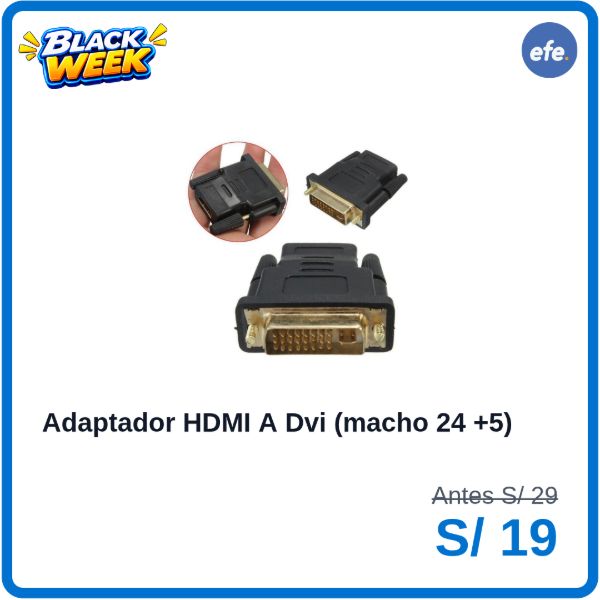 BLACK
WEEK
efe.
Adaptador HDMI A Dvi (macho 24 +5)
Antes S/ 29
S/ 19